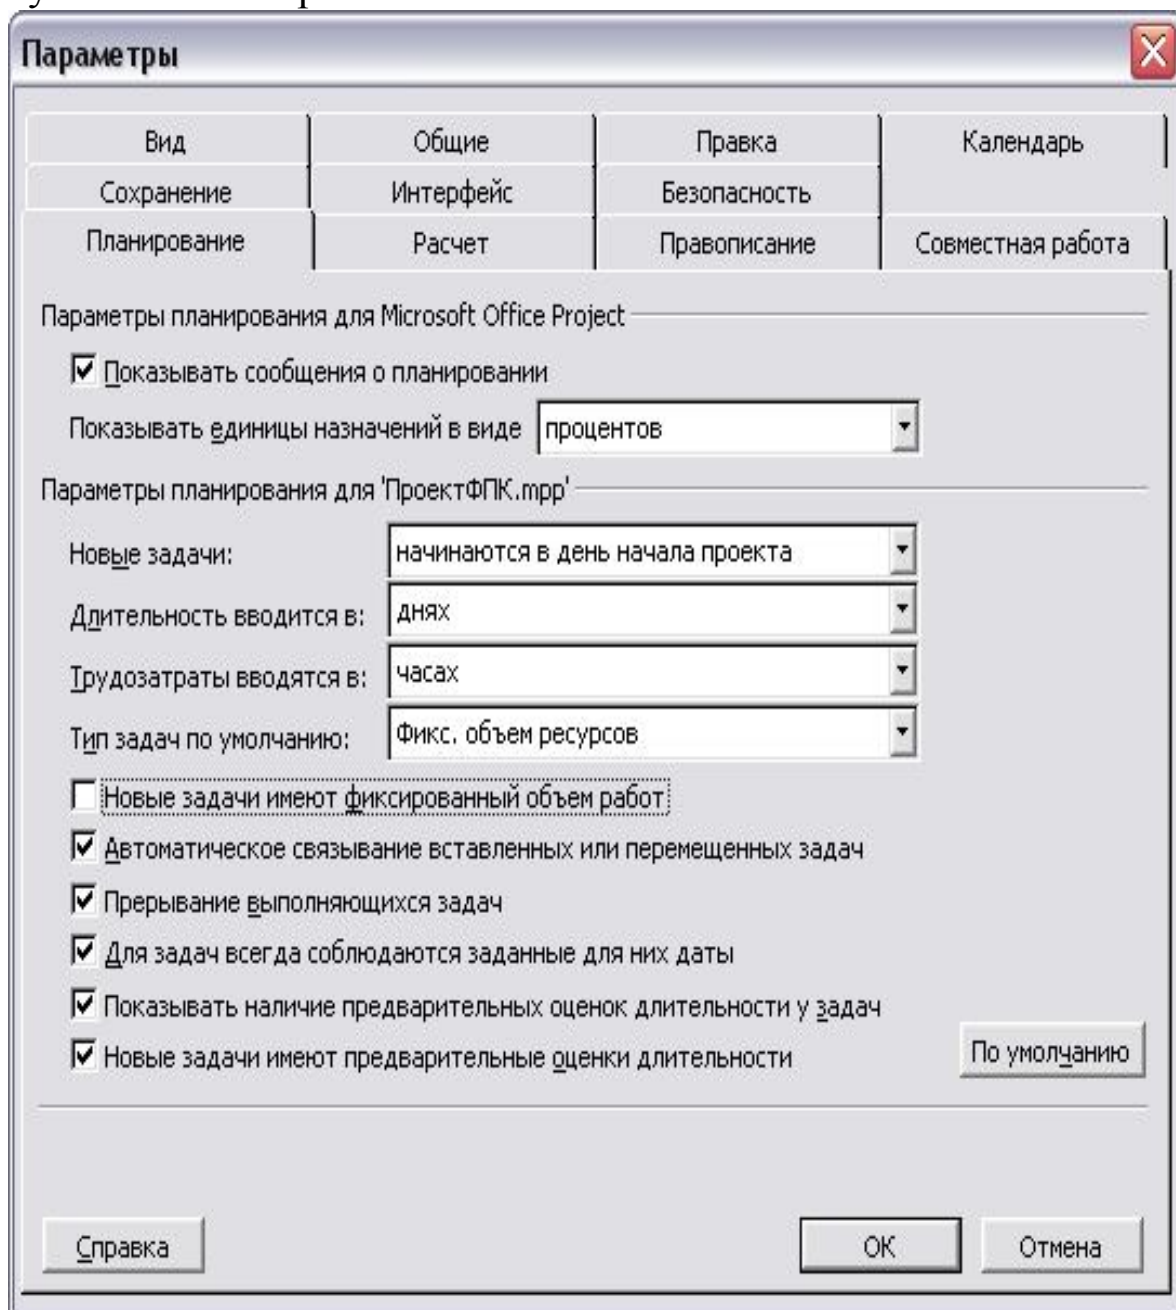 Параметры
Вид Общие Правка Календарь
Сохранение Интерфейс Безопасность
Планирование Расчет Правописание Совместная работа
Параметры планирования для Microsoft Office Project
Показывать сообщения о планировании
Показывать единицы назначений в виде процентов
Параметры планирования для 'ПроектФПК.mpp'
Новые задачи: начинаются в день начала проекта
Длительность вводится в: днях
Трудозатраты вводятся в: часах
Тип задач по умолчанию: Фикс. объем ресурсов
Новые задачи имеют фиксированный объем работ
Автоматическое связывание вставленных или перемещенных задач
Прерывание выполняющихся задач
Для задач всегда соблюдаются заданные для них даты
Показывать наличие предварительных оценок длительности у задач
Новые задачи имеют предварительные оценки длительности
По умолчанию
Справка ОК Отмена